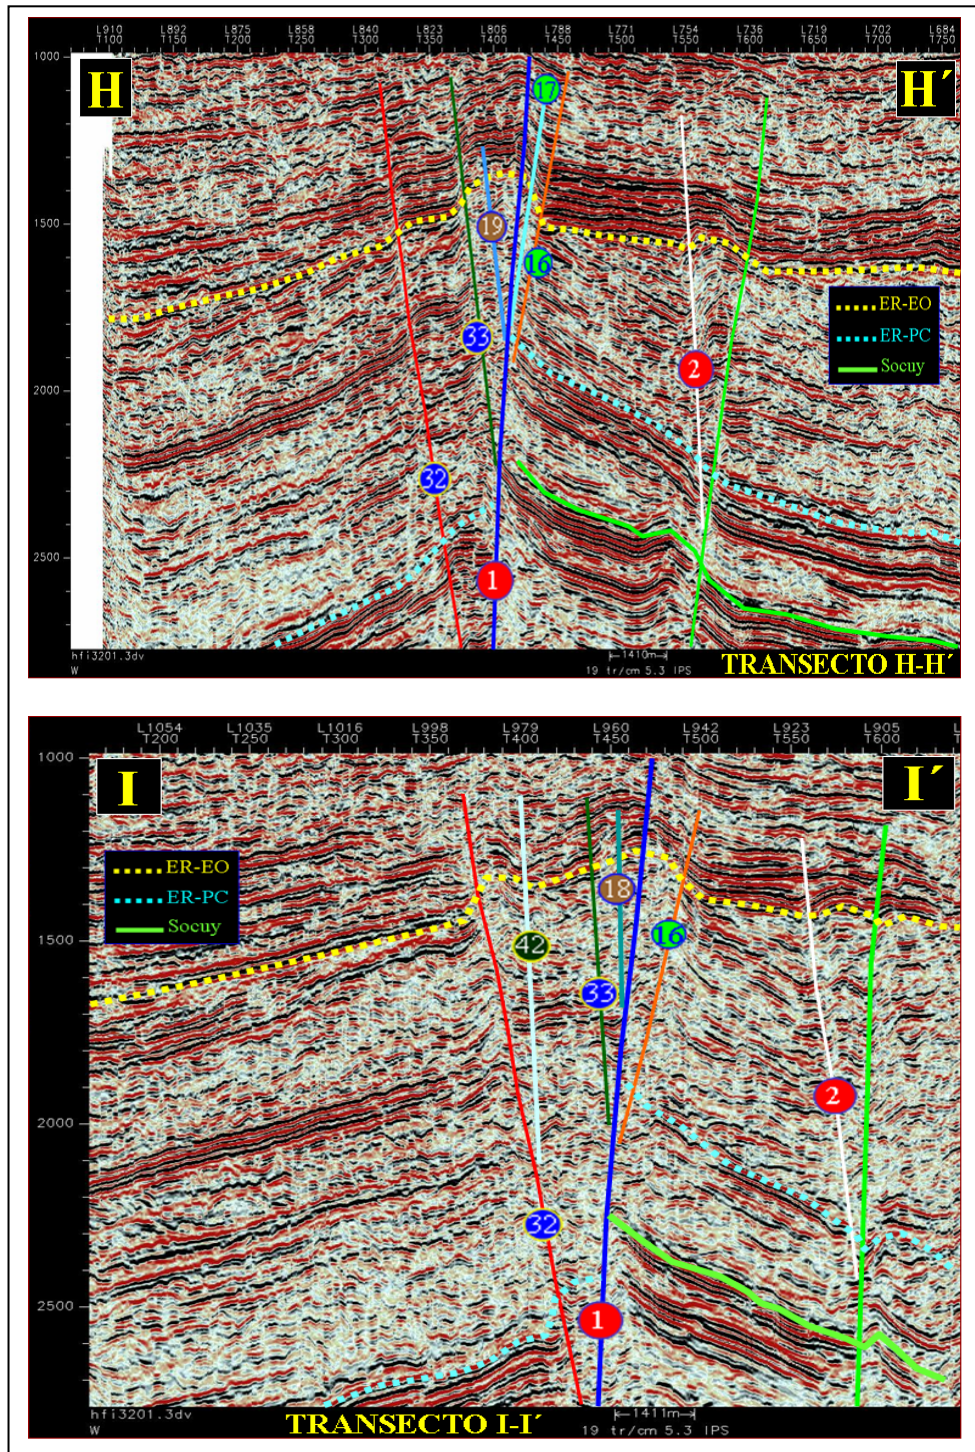 L910 L892 L875 L858 L840 L823 L806 L788 L771 L754 L736 L719 L702 L684
T100 T150 T200 T250 T300 T350 T400 T450 T500 T550 T600 T650 T700 T750
1000
H
17
H´
1500
19
16
ER-EO
33
ER-PC
2
Socuy
2000
32
2500
1
hfi3201.3dv
W
1410m
19 tr/cm 5.3 IPS
TRANSECTO H-H´
L1054 L1035 L1016 L998 L979 L960 L942 L923 L905
T200 T250 T300 T350 T400 T450 T500 T550 T600
1000
I
I´
ER-EO
18
ER-PC
Socuy
1500
42
16
33
2
2000
32
2500
1
hfi3201.3dv
W
1411m
19 tr/cm 5.3 IPS
TRANSECTO I-I´